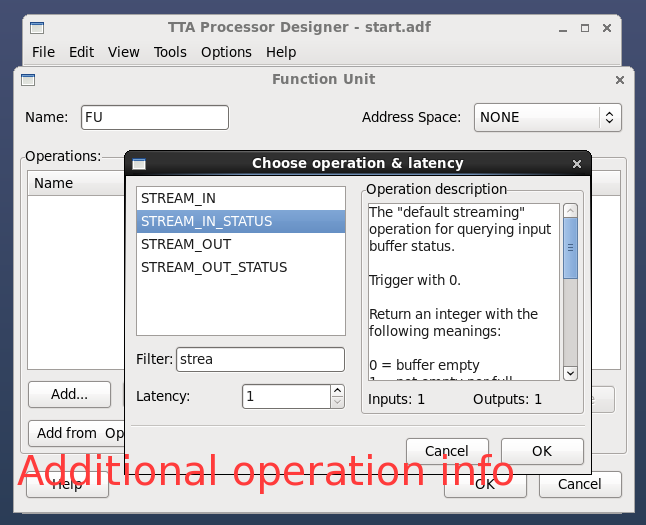 TTA Processor Designer - start.adf
File Edit View Tools Options Help
Function Unit
Name: FU Address Space: NONE
Operations:
Name
Choose operation & latency
STREAM_IN
STREAM_IN_STATUS
STREAM_OUT
STREAM_OUT_STATUS
Filter: strea
Latency: 1
Operation description
The "default streaming"
operation for querying input
buffer status.
Trigger with 0.
Return an integer with the
following meanings:
0 = buffer empty
Inputs: 1 Outputs: 1
Cancel OK
Add...
Add from Op
Additional operation info
Help OK Cancel